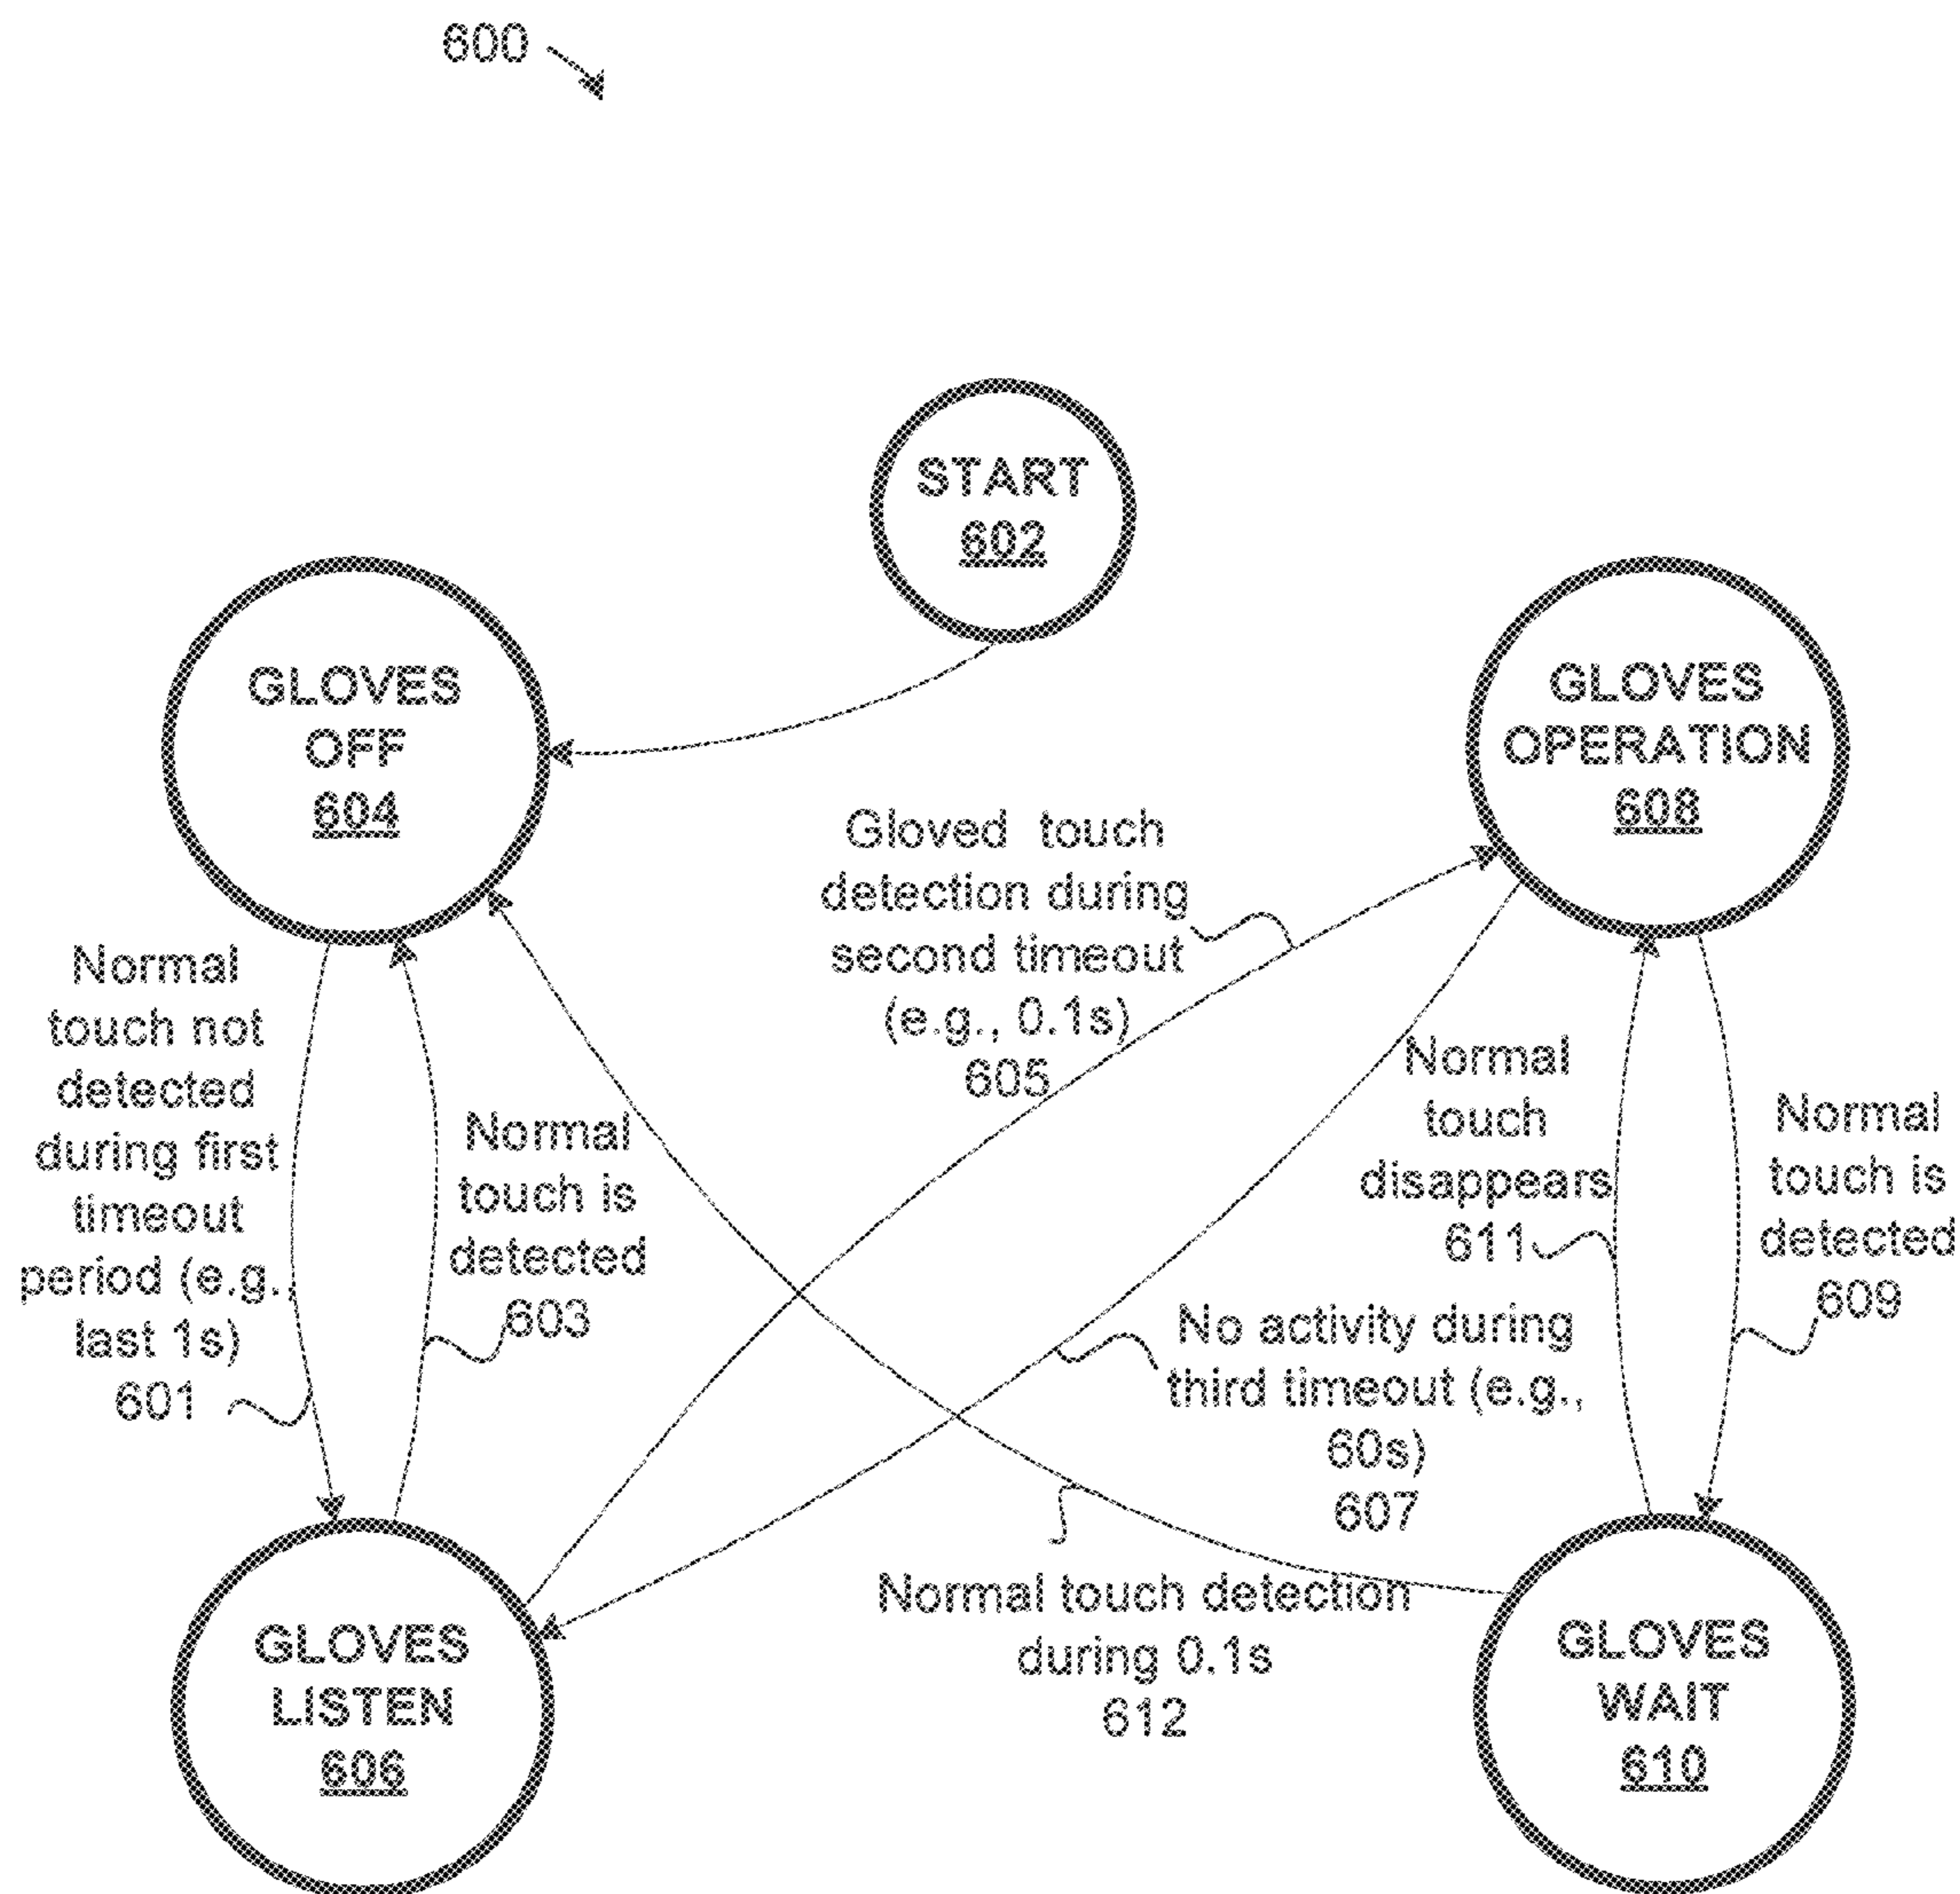 600
START
602
GLOVES
OFF
604
GLOVES
OPERATION
608
Gloved touch
detection during
second timeout
(e.g., 0.1s)
605
Normal
touch not
detected
during first
timeout
period (e.g.,
last 1s)
601
Normal
touch is
detected
603
Normal
touch
disappears
611
Normal
touch is
detected
609
No activity during
third timeout (e.g.,
60s)
607
Normal touch detection
during 0.1s
612
GLOVES
LISTEN
606
GLOVES
WAIT
610